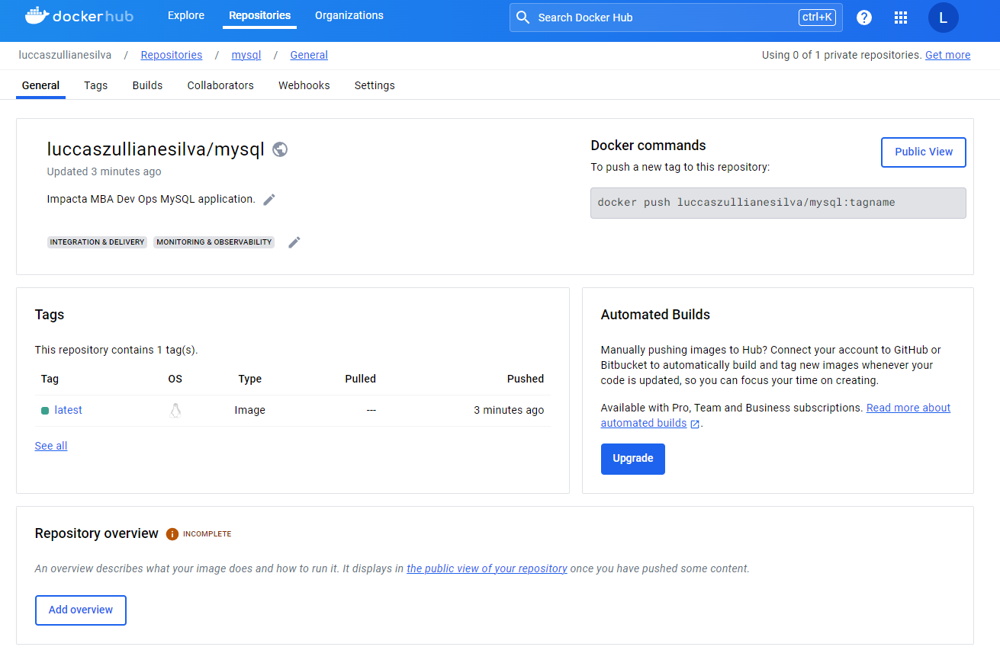 dockerhub Explore Repositories Organizations Search Docker Hub ctrl+K ? L
luccaszullianesilva / Repositories / mysql / General Using 0 of 1 private repositories. Get more
General Tags Builds Collaborators Webhooks Settings
luccaszullianesilva/mysql
Updated 3 minutes ago
Impacta MBA Dev Ops MySQL application.
INTEGRATION & DELIVERY MONITORING & OBSERVABILITY
Docker commands
Public View
To push a new tag to this repository:
docker push luccaszullianesilva/mysql:tagname
Tags
This repository contains 1 tag(s).
Tag OS Type Pulled Pushed
latest Image --- 3 minutes ago
See all
Automated Builds
Manually pushing images to Hub? Connect your account to GitHub or
Bitbucket to automatically build and tag new images whenever your
code is updated, so you can focus your time on creating.
Available with Pro, Team and Business subscriptions. Read more about
automated builds .
Upgrade
Repository overview i INCOMPLETE
An overview describes what your image does and how to run it. It displays in the public view of your repository once you have pushed some content.
Add overview